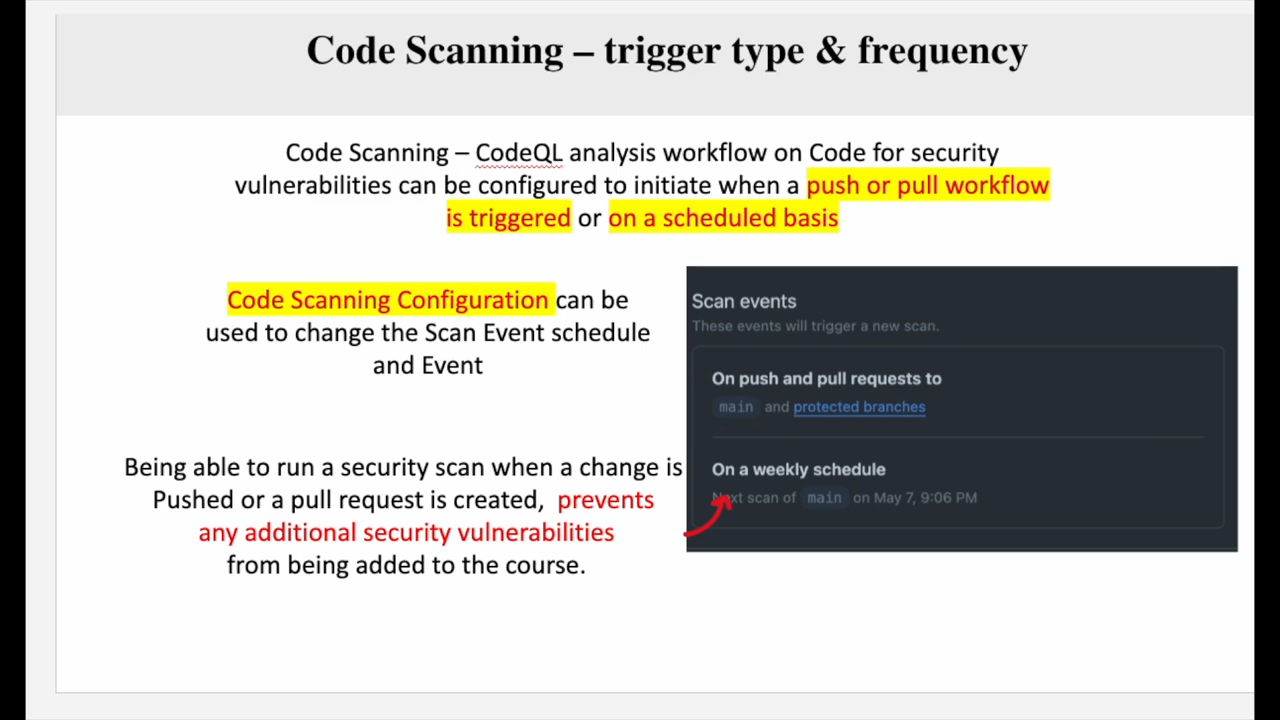 Code Scanning – trigger type & frequency
Code Scanning – CodeQL analysis workflow on Code for security
vulnerabilities can be configured to initiate when a push or pull workflow
is triggered or on a scheduled basis
Code Scanning Configuration can be
used to change the Scan Event schedule
and Event
Being able to run a security scan when a change is
Pushed or a pull request is created, prevents
any additional security vulnerabilities
from being added to the course.
Scan events
These events will trigger a new scan.
On push and pull requests to
main and protected branches
On a weekly schedule
Next scan of main on May 7, 9:06 PM